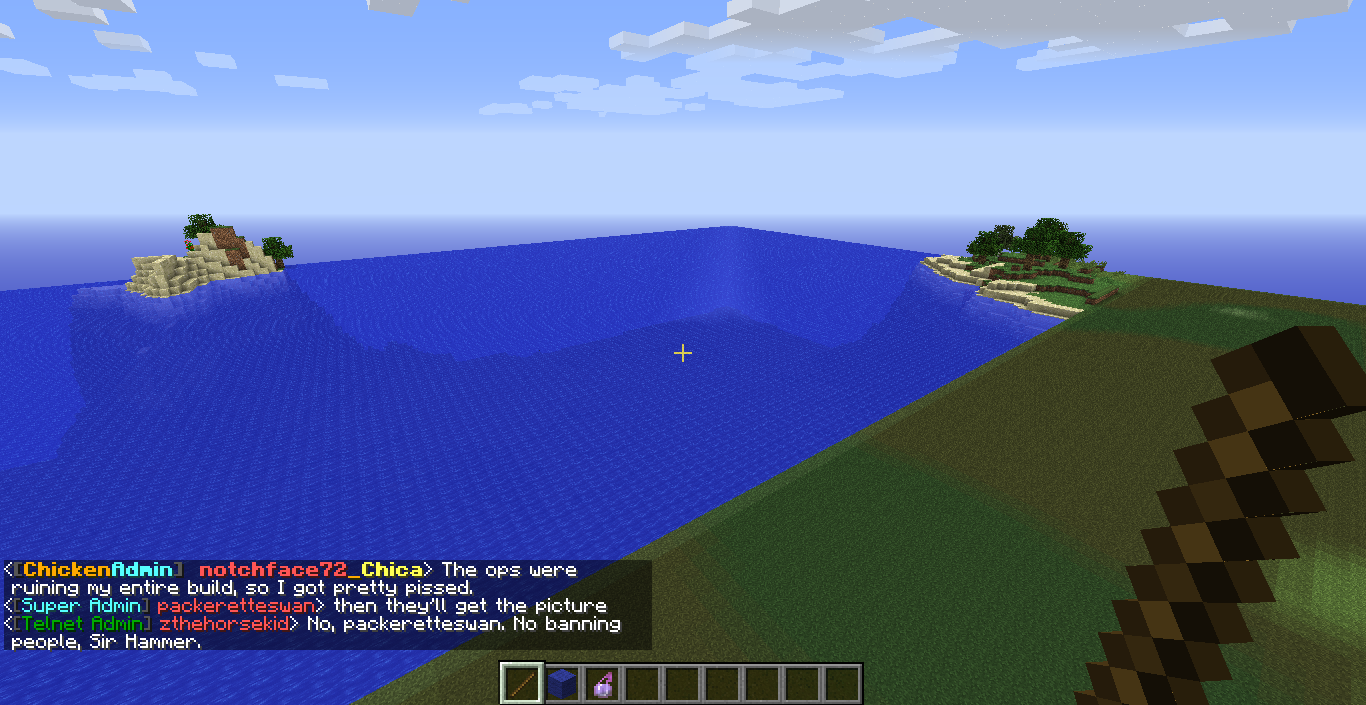 <[ChickenAdmin] notchface72_Chica> The ops were
ruining my entire build, so I got pretty pissed.
<[Super Admin] packeretteswan> then they'll get the picture
<[Telnet Admin] zthehorsekid> No, packeretteswan. No banning
people, Sir Hammer.